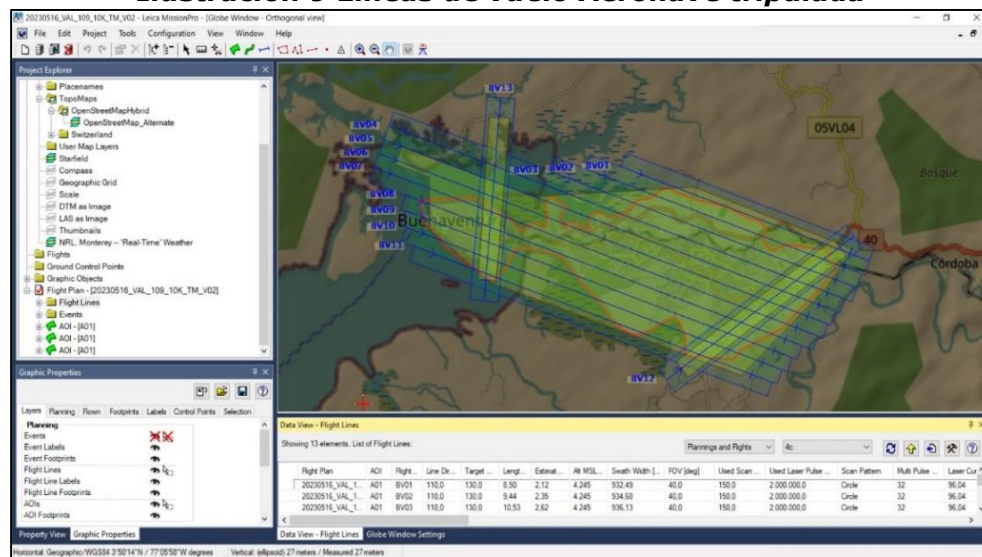 Ilustración 9 Líneas de Vuelo Aeronave tripulada
20230516_VAL_109_10K_TM_V02 - Leica MissionPro - [Globe Window - Orthogonal view]
File Edit Project Tools Configuration View Window Help
Project Explorer
Placenames
TopoMaps
OpenStreetMapHybrid
OpenStreetMap_Alternate
Switzerland
User Map Layers
Starfield
Compass
Geographic Grid
Scale
DTM as Image
LAS as Image
Thumbnails
NRL, Monterey -- 'Real-Time' Weather
Flights
Ground Control Points
Graphic Objects
Flight Plan - [20230516_VAL_109_10K_TM_V02]
Flight Lines
Events
AOI - [A01]
AOI - [A01]
AOI - [A01]
BV13
BV04
BV05
BV06
BV07
BV03 BV02 BV01
BV08
BV09
BV10
BV11
BV12
Buenavent
05VL04
Bosque
40
Córdoba
Graphic Properties
Layers Planning Flown Footprints Labels Control Points Selection
Planning
Events
Event Labels
Event Footprints
Flight Lines
Flight Line Labels
Flight Line Footprints
AOIs
AOI Footprints
Property View Graphic Properties
Data View - Flight Lines
Showing 13 elements. List of Flight Lines:
Plannings and Flights 4c
Flight Plan AOI Flight... Line Dir... Target ... Lengt... Estimat... Alt MSL... Swath Width [... FOV [deg] Used Scan ... Used Laser Pulse ... Scan Pattern Multi Pulse ... Laser Cur
20230516_VAL_1... A01 BV01 110,0 130.0 8,50 2,12 4.245 932,49 40.0 150.0 2.000.000,0 Circle 32 96.04
20230516_VAL_1... A01 BV02 110,0 130.0 9,44 2,35 4.245 934,68 40.0 150.0 2.000.000,0 Circle 32 96.04
20230516_VAL_1... A01 BV03 110,0 130.0 10,53 2,62 4.245 936,13 40.0 150.0 2.000.000,0 Circle 32 96.04
Data View - Flight Lines Globe Window Settings
Horizontal: Geographic/WGS84 3°50'14"N / 77°05'58"W degrees Vertical: (ellipsoid) 27 meters / Measured 27 meters